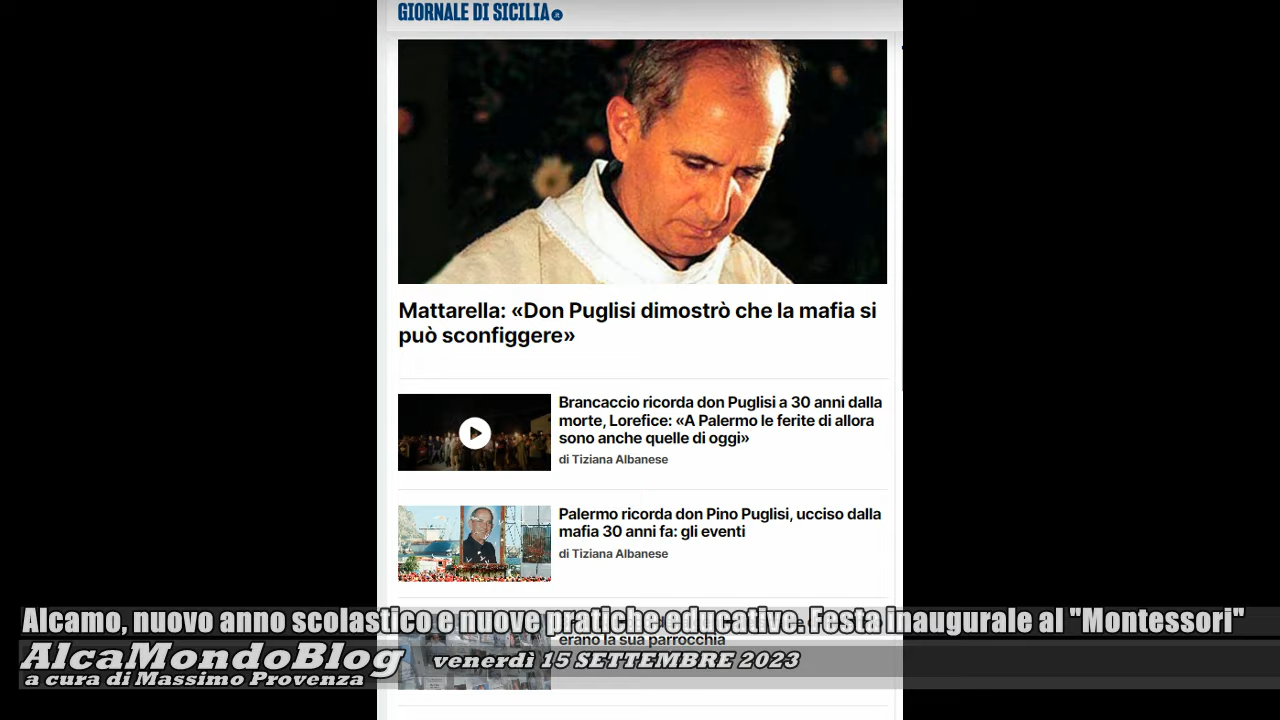 GIORNALE DI SICILIA.it
Mattarella: «Don Puglisi dimostrò che la mafia si
può sconfiggere»
Brancaccio ricorda don Puglisi a 30 anni dalla
morte, Lorefice: «A Palermo le ferite di allora
sono anche quelle di oggi»
di Tiziana Albanese
Palermo ricorda don Pino Puglisi, ucciso dalla
mafia 30 anni fa: gli eventi
di Tiziana Albanese
Alcamo, nuovo anno scolastico e nuove pratiche educative. Festa inaugurale al "Montessori"
erano la sua parrocchia
AlcaMondoBlog
venerdì 15 SETTEMBRE 2023
a cura di Massimo Provenza